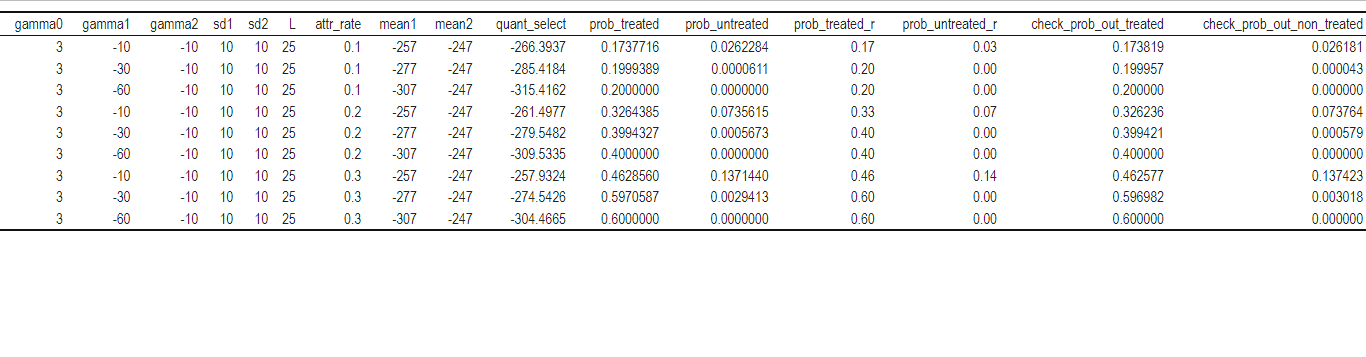 gamma0 gamma1 gamma2 sd1 sd2 L attr_rate mean1 mean2 quant_select prob_treated prob_untreated prob_treated_r prob_untreated_r check_prob_out_treated check_prob_out_non_treated
3 -10 -10 10 10 25 0.1 -257 -247 -266.3937 0.1737716 0.0262284 0.17 0.03 0.173819 0.026181
3 -30 -10 10 10 25 0.1 -277 -247 -285.4184 0.1999389 0.0000611 0.20 0.00 0.199957 0.000043
3 -60 -10 10 10 25 0.1 -307 -247 -315.4162 0.2000000 0.0000000 0.20 0.00 0.200000 0.000000
3 -10 -10 10 10 25 0.2 -257 -247 -261.4977 0.3264385 0.0735615 0.33 0.07 0.326236 0.073764
3 -30 -10 10 10 25 0.2 -277 -247 -279.5482 0.3994327 0.0005673 0.40 0.00 0.399421 0.000579
3 -60 -10 10 10 25 0.2 -307 -247 -309.5335 0.4000000 0.0000000 0.40 0.00 0.400000 0.000000
3 -10 -10 10 10 25 0.3 -257 -247 -257.9324 0.4628560 0.1371440 0.46 0.14 0.462577 0.137423
3 -30 -10 10 10 25 0.3 -277 -247 -274.5426 0.5970587 0.0029413 0.60 0.00 0.596982 0.003018
3 -60 -10 10 10 25 0.3 -307 -247 -304.4665 0.6000000 0.0000000 0.60 0.00 0.600000 0.000000